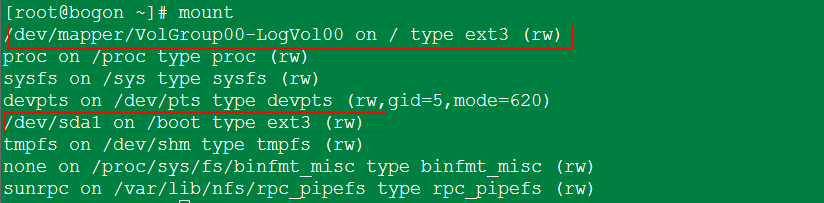 [root@bogon ~]# mount
/dev/mapper/VolGroup00-LogVol00 on / type ext3 (rw)
proc on /proc type proc (rw)
sysfs on /sys type sysfs (rw)
devpts on /dev/pts type devpts (rw,gid=5,mode=620)
/dev/sda1 on /boot type ext3 (rw)
tmpfs on /dev/shm type tmpfs (rw)
none on /proc/sys/fs/binfmt_misc type binfmt_misc (rw)
sunrpc on /var/lib/nfs/rpc_pipefs type rpc_pipefs (rw)